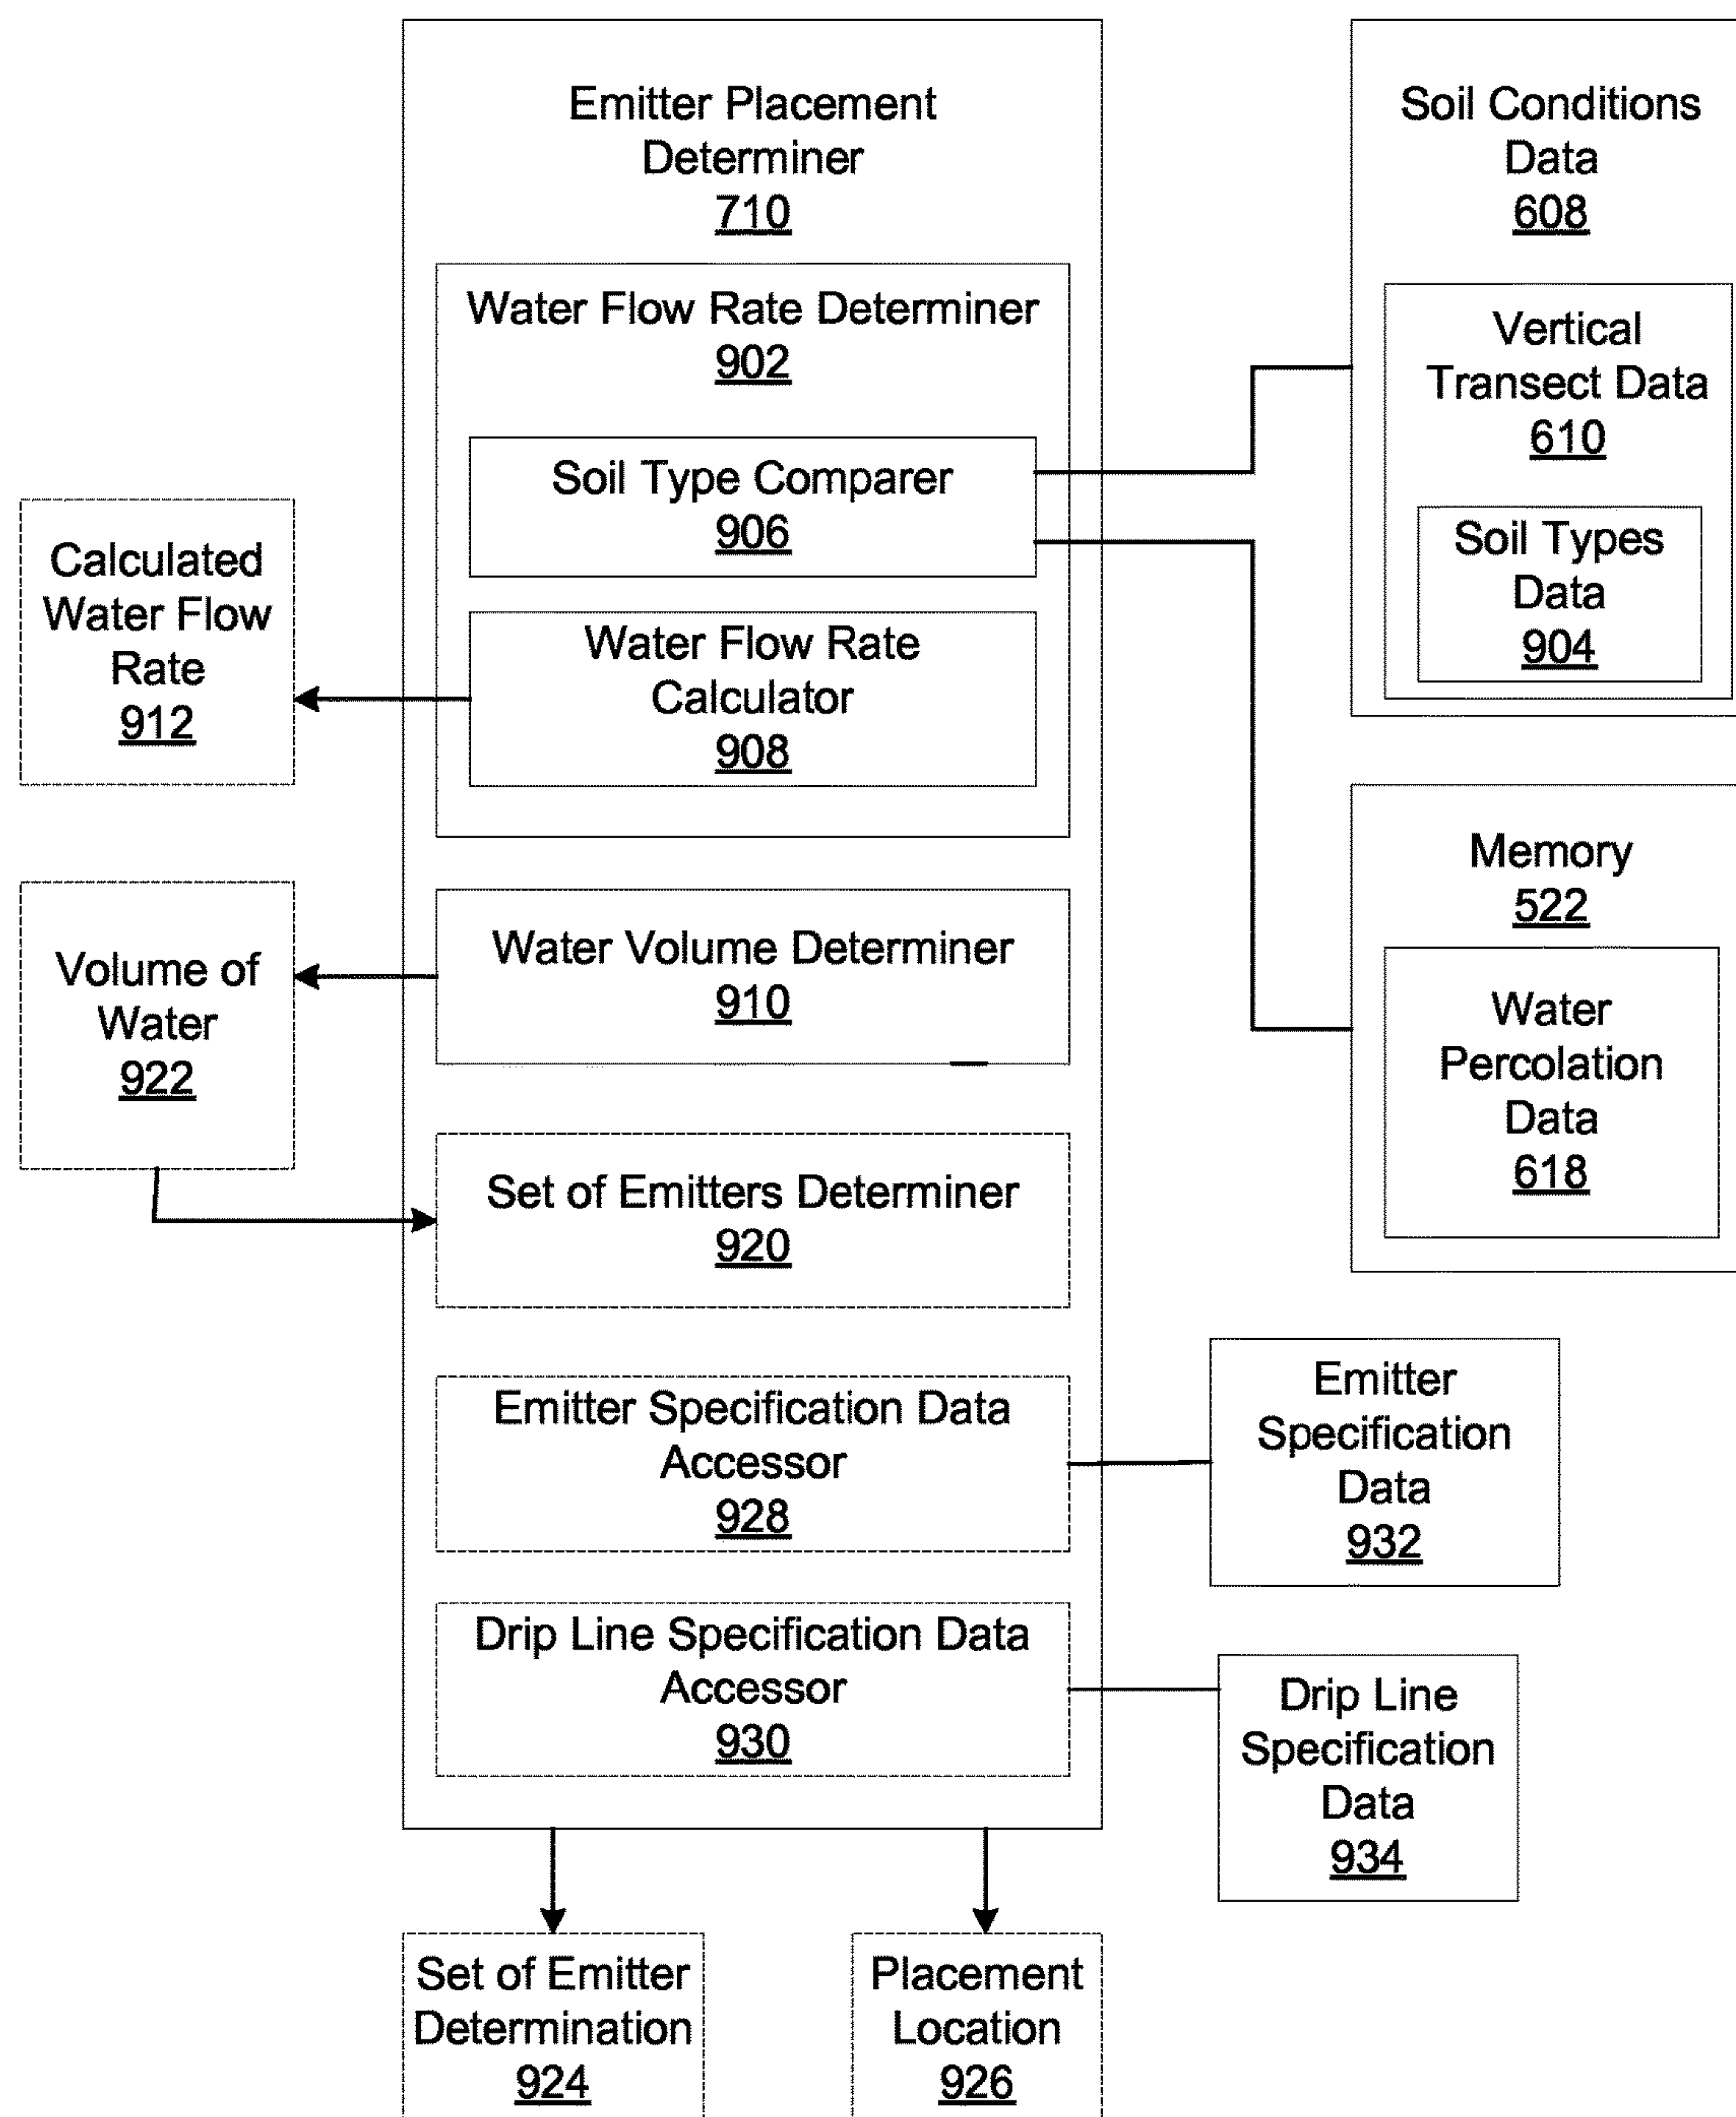 Emitter Placement
Determiner
710
Water Flow Rate Determiner
902
Soil Type Comparer
906
Water Flow Rate
Calculator
908
Water Volume Determiner
910
Set of Emitters Determiner
920
Emitter Specification Data
Accessor
928
Drip Line Specification Data
Accessor
930
Calculated
Water Flow
Rate
912
Volume of
Water
922
Soil Conditions
Data
608
Vertical
Transect Data
610
Soil Types
Data
904
Memory
522
Water
Percolation
Data
618
Emitter
Specification
Data
932
Drip Line
Specification
Data
934
Set of Emitter
Determination
924
Placement
Location
926